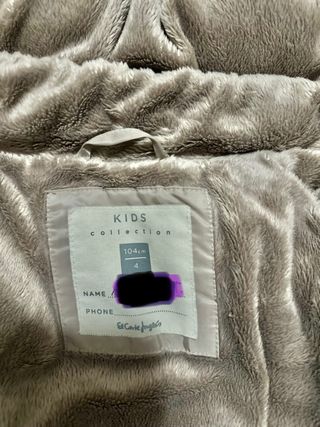 KIDS
collection
104cm
4
NAME
PHONE
El Corte Inglés